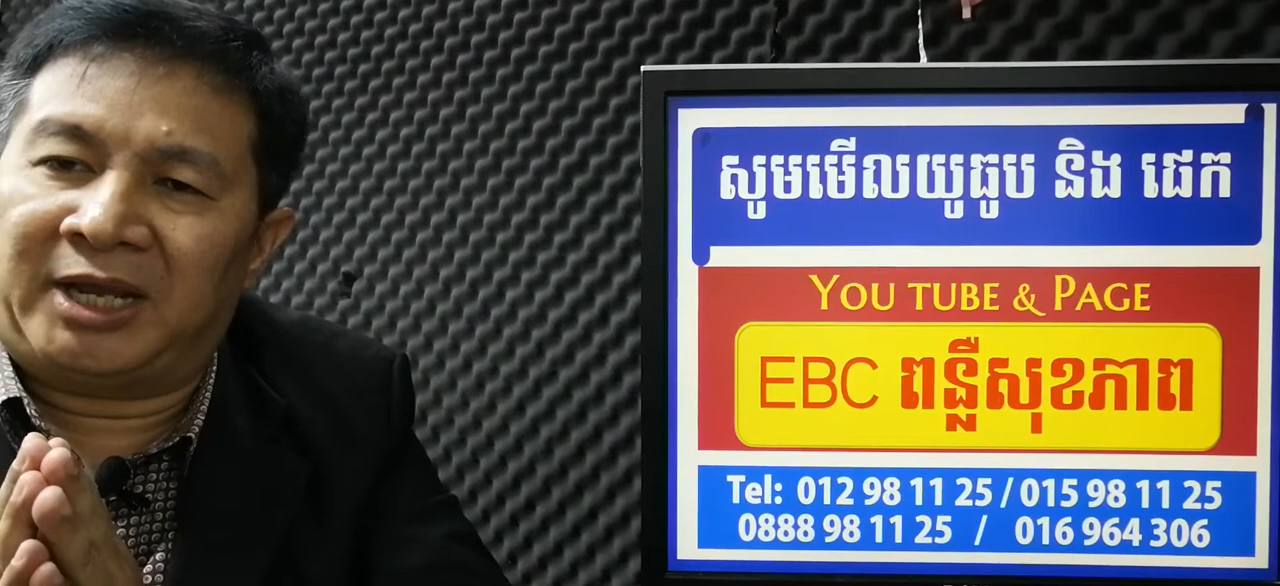 សូមមើលយូធូប និង ផេក
YOU TUBE & PAGE
EBC ពន្លឺសុខភាព
Tel: 012 98 11 25 / 015 98 11 25
0888 98 11 25 / 016 964 306